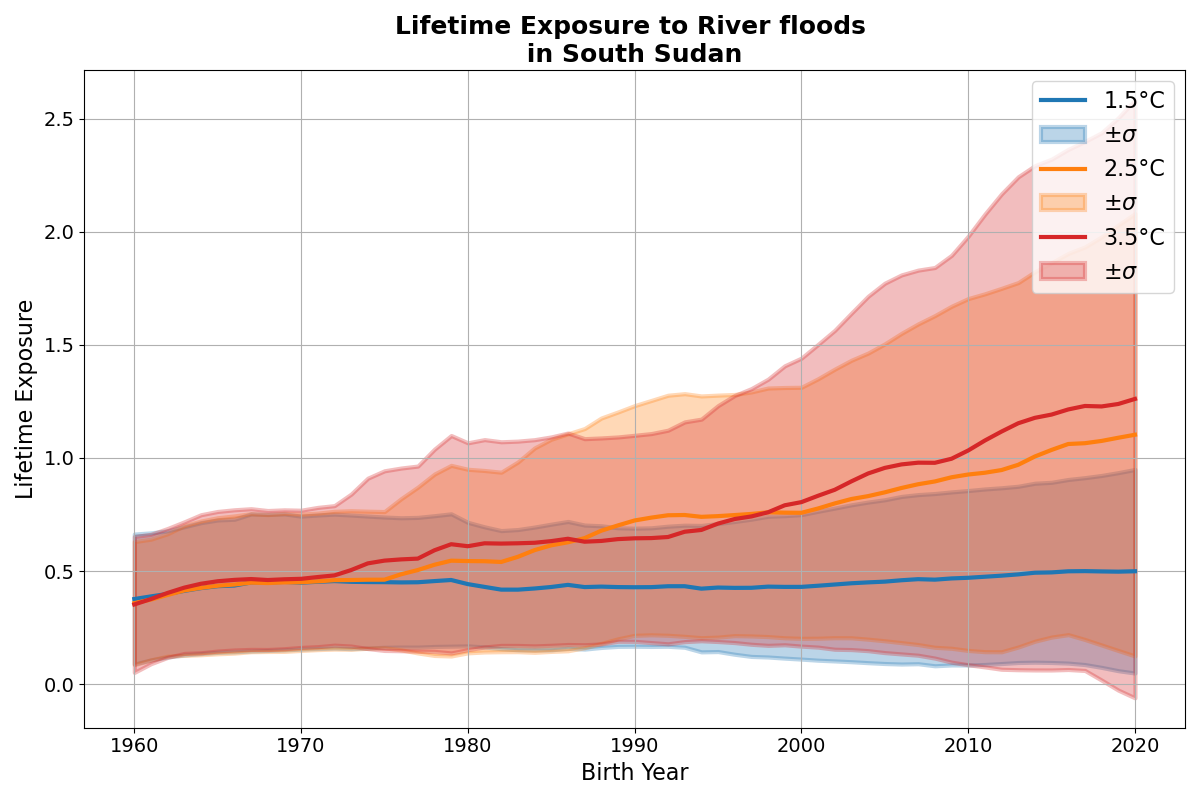 Lifetime Exposure to River floods
in South Sudan
1.5°C
±σ
2.5°C
±σ
3.5°C
±σ
Lifetime Exposure
2.5
2.0
1.5
1.0
0.5
0.0
1960
1970
1980
1990
2000
2010
2020
Birth Year